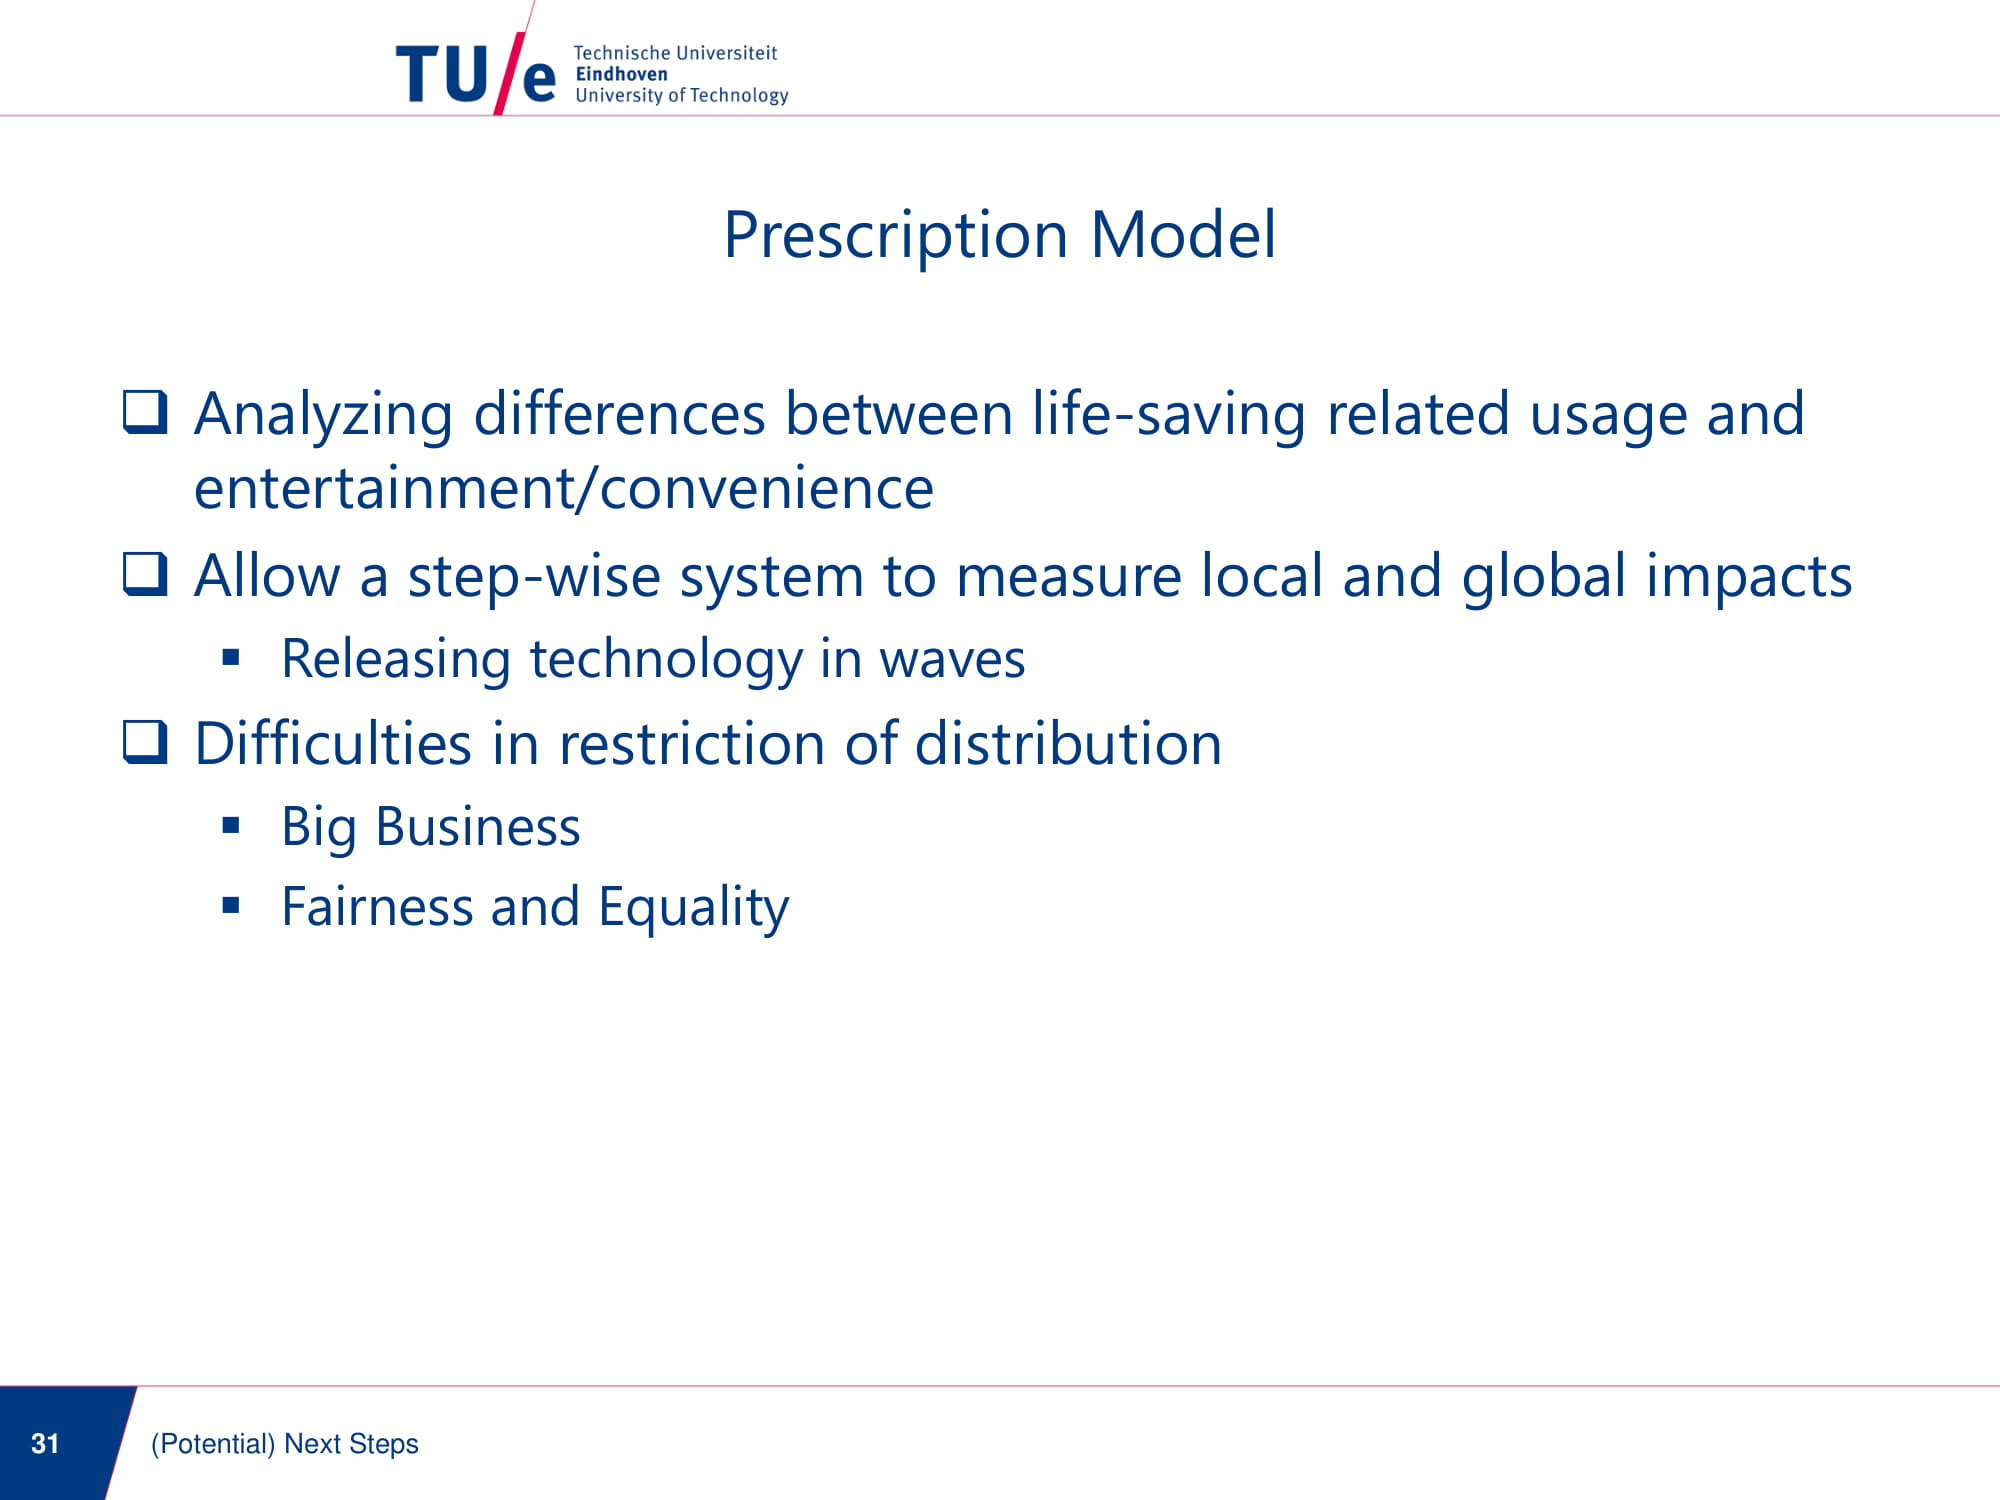 TU/e
Technische Universiteit
Eindhoven
University of Technology
Prescription Model
Analyzing differences between life-saving related usage and
entertainment/convenience
Allow a step-wise system to measure local and global impacts
Releasing technology in waves
Difficulties in restriction of distribution
Big Business
Fairness and Equality
31
(Potential) Next Steps